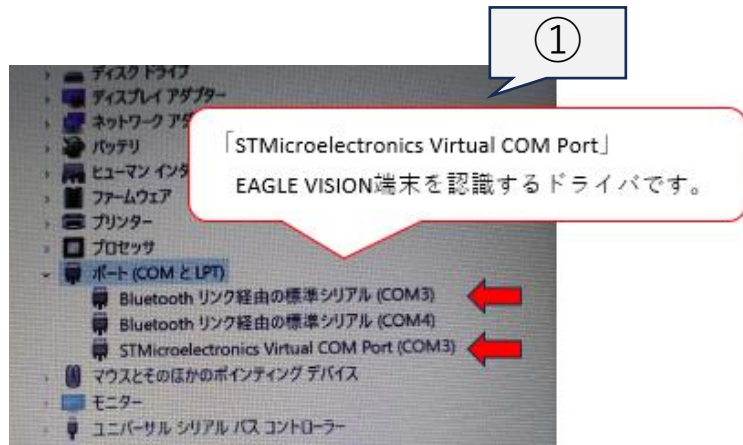 ①
ディスク ドライブ
ディスプレイ アダプター
ネットワーク アダ
バッテリ
ヒューマン インタ
ファームウェア
プリンター
プロセッサ
ポート (COM と LPT)
Bluetooth リンク経由の標準シリアル (COM3)
Bluetooth リンク経由の標準シリアル (COM4)
STMicroelectronics Virtual COM Port (COM3)
マウスとそのほかのポインティング デバイス
モニター
ユニバーサル シリアル バス コントローラー
「STMicroelectronics Virtual COM Port」
EAGLE VISION端末を認識するドライバです。